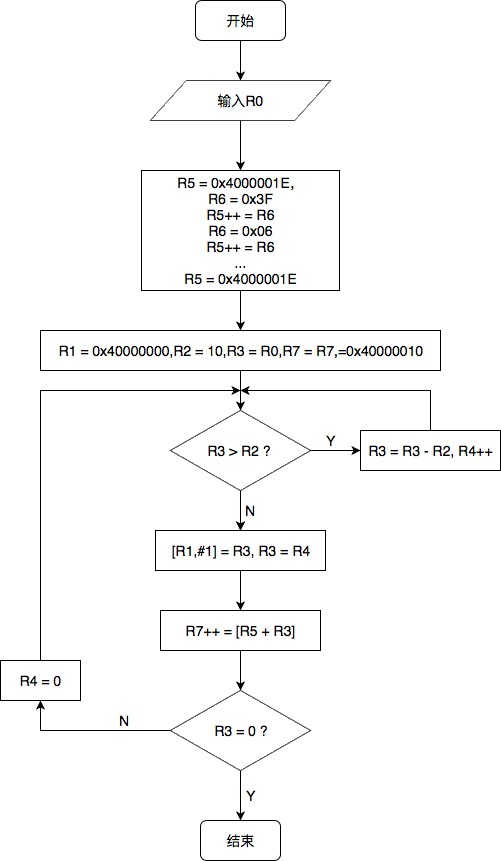 开始
输入R0
R5 = 0x4000001E,
R6 = 0x3F
R5++ = R6
R6 = 0x06
R5++ = R6
...
R5 = 0x4000001E
R1 = 0x40000000,R2 = 10,R3 = R0,R7 = R7,=0x40000010
R3 > R2 ?
Y
R3 = R3 - R2, R4++
N
[R1,#1] = R3, R3 = R4
R7++ = [R5 + R3]
R4 = 0
N
R3 = 0 ?
Y
结束